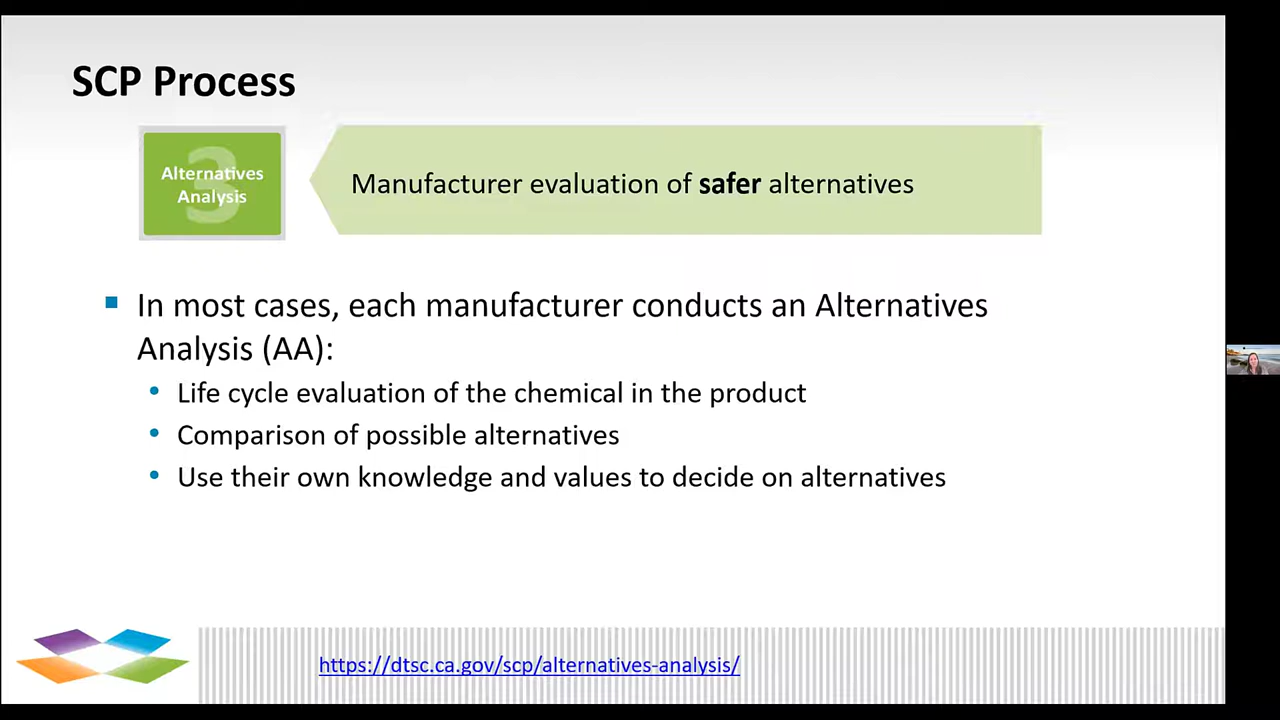 SCP Process
3
Alternatives
Analysis
Manufacturer evaluation of safer alternatives
In most cases, each manufacturer conducts an Alternatives
Analysis (AA):
Life cycle evaluation of the chemical in the product
Comparison of possible alternatives
Use their own knowledge and values to decide on alternatives
https://dtsc.ca.gov/scp/alternatives-analysis/